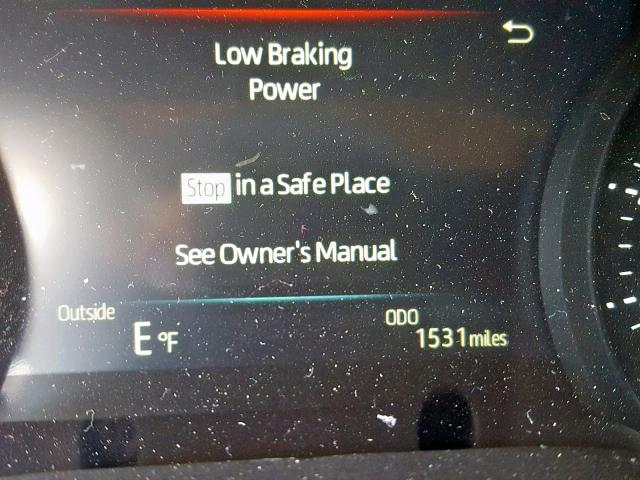 Low Braking
Power
Stop in a Safe Place
See Owner's Manual
Outside
E °F
ODO
1531 miles